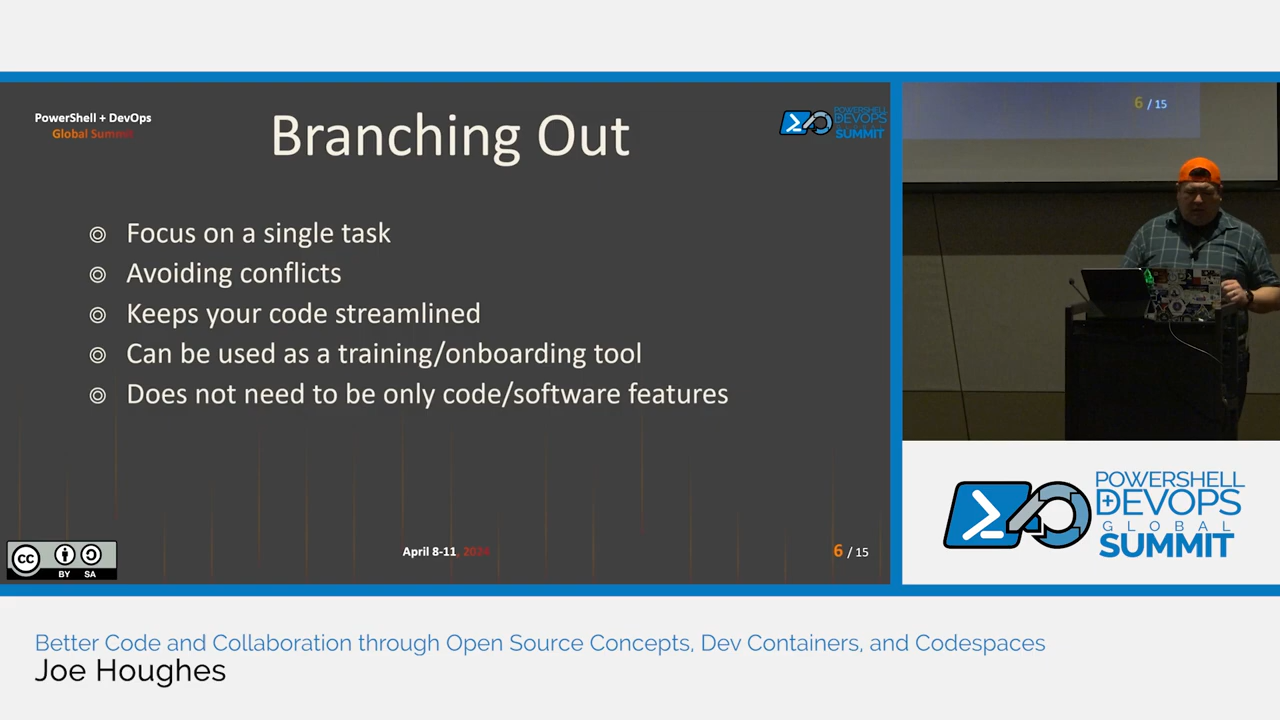 PowerShell + DevOps
Global Summit
Branching Out
POWERSHELL
DEVOPS
GLOBAL
SUMMIT
Focus on a single task
Avoiding conflicts
Keeps your code streamlined
Can be used as a training/onboarding tool
Does not need to be only code/software features
CC BY SA
April 8-11, 2024
6 / 15
6 / 15
POWERSHELL
+DEVOPS
GLOBAL
SUMMIT
Better Code and Collaboration through Open Source Concepts, Dev Containers, and Codespaces
Joe Houghes